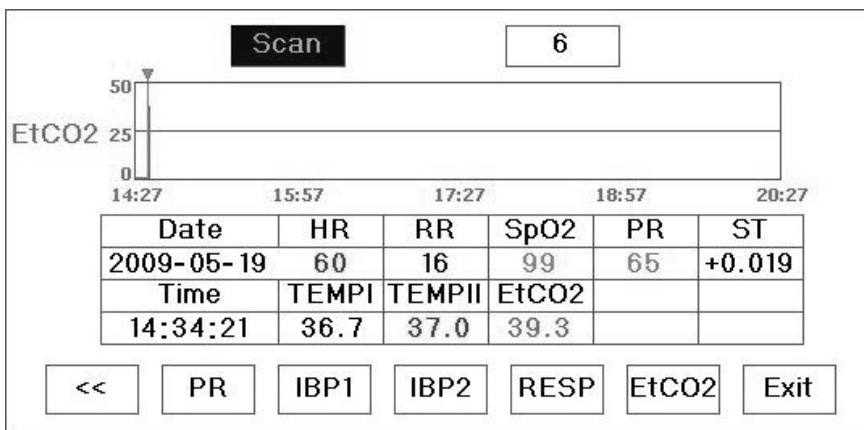 Scan 6
50
EtCO2 25
0
14:27 15:57 17:27 18:57 20:27
Date HR RR SpO2 PR ST
2009-05-19 60 16 99 65 +0.019
Time TEMPI TEMPII EtCO2
14:34:21 36.7 37.0 39.3
<< PR IBP1 IBP2 RESP EtCO2 Exit